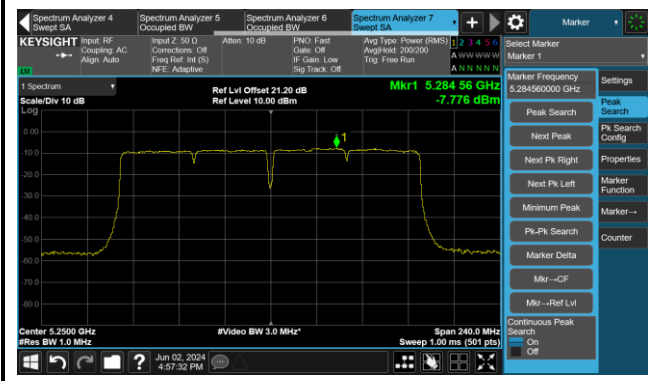 Spectrum Analyzer 4
Swept SA
Spectrum Analyzer 5
Occupied BW
Spectrum Analyzer 6
Occupied BW
Spectrum Analyzer 7
Swept SA
Marker
KEYSIGHT
Input: RF
Coupling: AC
Align: Auto
Input Z: 50 Ω
Corrections: Off
Freq Ref: Int (S)
NFE: Adaptive
Atten: 10 dB
PNO: Fast
Gate: Off
IF Gain: Low
Sig Track: Off
Avg Type: Power (RMS)
Avg|Hold: 200/200
Trig: Free Run
1 2 3 4 5 6
A W W W W W
A N N N N N
LXI
Select Marker
Marker 1
1 Spectrum
Scale/Div 10 dB
Log
Ref Lvl Offset 21.20 dB
Ref Level 10.00 dBm
Mkr1 5.284 56 GHz
-7.776 dBm
1
0.00
-10.0
-20.0
-30.0
-40.0
-50.0
-60.0
-70.0
-80.0
Center 5.2500 GHz
#Res BW 1.0 MHz
#Video BW 3.0 MHz*
Span 240.0 MHz
Sweep 1.00 ms (501 pts)
Marker Frequency
5.284560000 GHz
Peak Search
Next Peak
Next Pk Right
Next Pk Left
Minimum Peak
Pk-Pk Search
Marker Delta
Mkr→CF
Mkr→Ref Lvl
Continuous Peak
Search
On
Off
Settings
Peak
Search
Pk Search
Config
Properties
Marker
Function
Marker→
Counter
?
Jun 02, 2024
4:57:32 PM